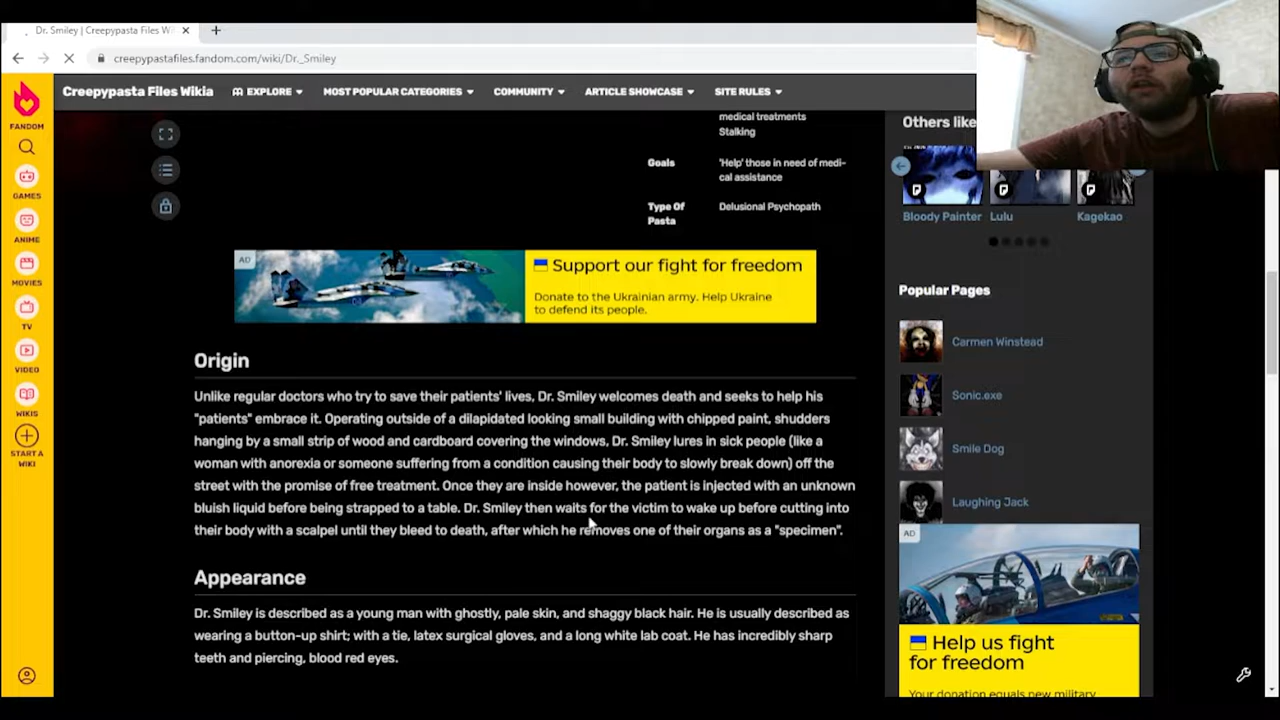 Dr. Smiley | Creepypasta Files Wi
creepypastafiles.fandom.com/wiki/Dr._Smiley
Creepypasta Files Wikia
EXPLORE
MOST POPULAR CATEGORIES
COMMUNITY
ARTICLE SHOWCASE
SITE RULES
FANDOM
GAMES
ANIME
MOVIES
TV
VIDEO
WIKIS
START A
WIKI
medical treatments
Stalking
Goals
'Help' those in need of medi-
cal assistance
Type Of
Pasta
Delusional Psychopath
AD
Support our fight for freedom
Donate to the Ukrainian army. Help Ukraine
to defend its people.
Origin
Unlike regular doctors who try to save their patients' lives, Dr. Smiley welcomes death and seeks to help his
"patients" embrace it. Operating outside of a dilapidated looking small building with chipped paint, shudders
hanging by a small strip of wood and cardboard covering the windows, Dr. Smiley lures in sick people (like a
woman with anorexia or someone suffering from a condition causing their body to slowly break down) off the
street with the promise of free treatment. Once they are inside however, the patient is injected with an unknown
bluish liquid before being strapped to a table. Dr. Smiley then waits for the victim to wake up before cutting into
their body with a scalpel until they bleed to death, after which he removes one of their organs as a "specimen".
Appearance
Dr. Smiley is described as a young man with ghostly, pale skin, and shaggy black hair. He is usually described as
wearing a button-up shirt; with a tie, latex surgical gloves, and a long white lab coat. He has incredibly sharp
teeth and piercing, blood red eyes.
Others like
Bloody Painter
Lulu
Kagekao
Popular Pages
Carmen Winstead
Sonic.exe
Smile Dog
Laughing Jack
AD
Help us fight
for freedom
Your donation equals new military